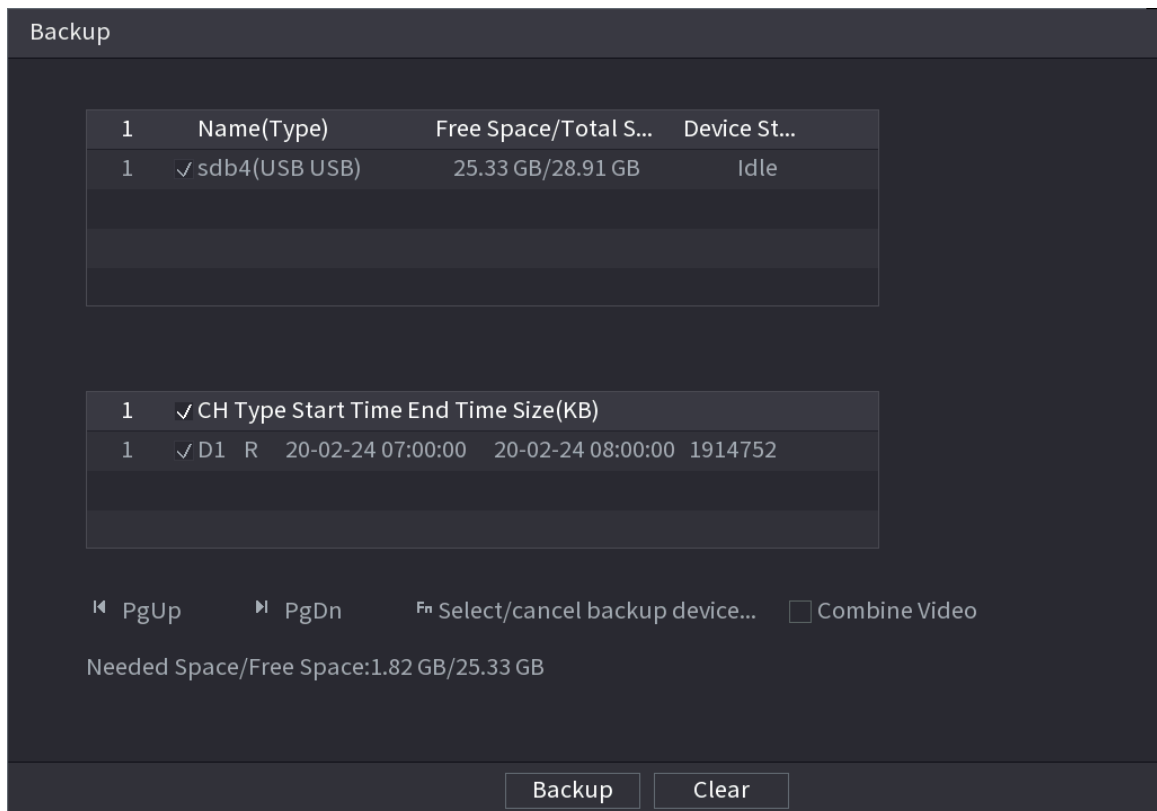 Backup
1 Name(Type) Free Space/Total S... Device St...
1 sdb4(USB USB) 25.33 GB/28.91 GB Idle
1 CH Type Start Time End Time Size(KB)
1 D1 R 20-02-24 07:00:00 20-02-24 08:00:00 1914752
PgUp PgDn Fn Select/cancel backup device... Combine Video
Needed Space/Free Space:1.82 GB/25.33 GB
Backup Clear